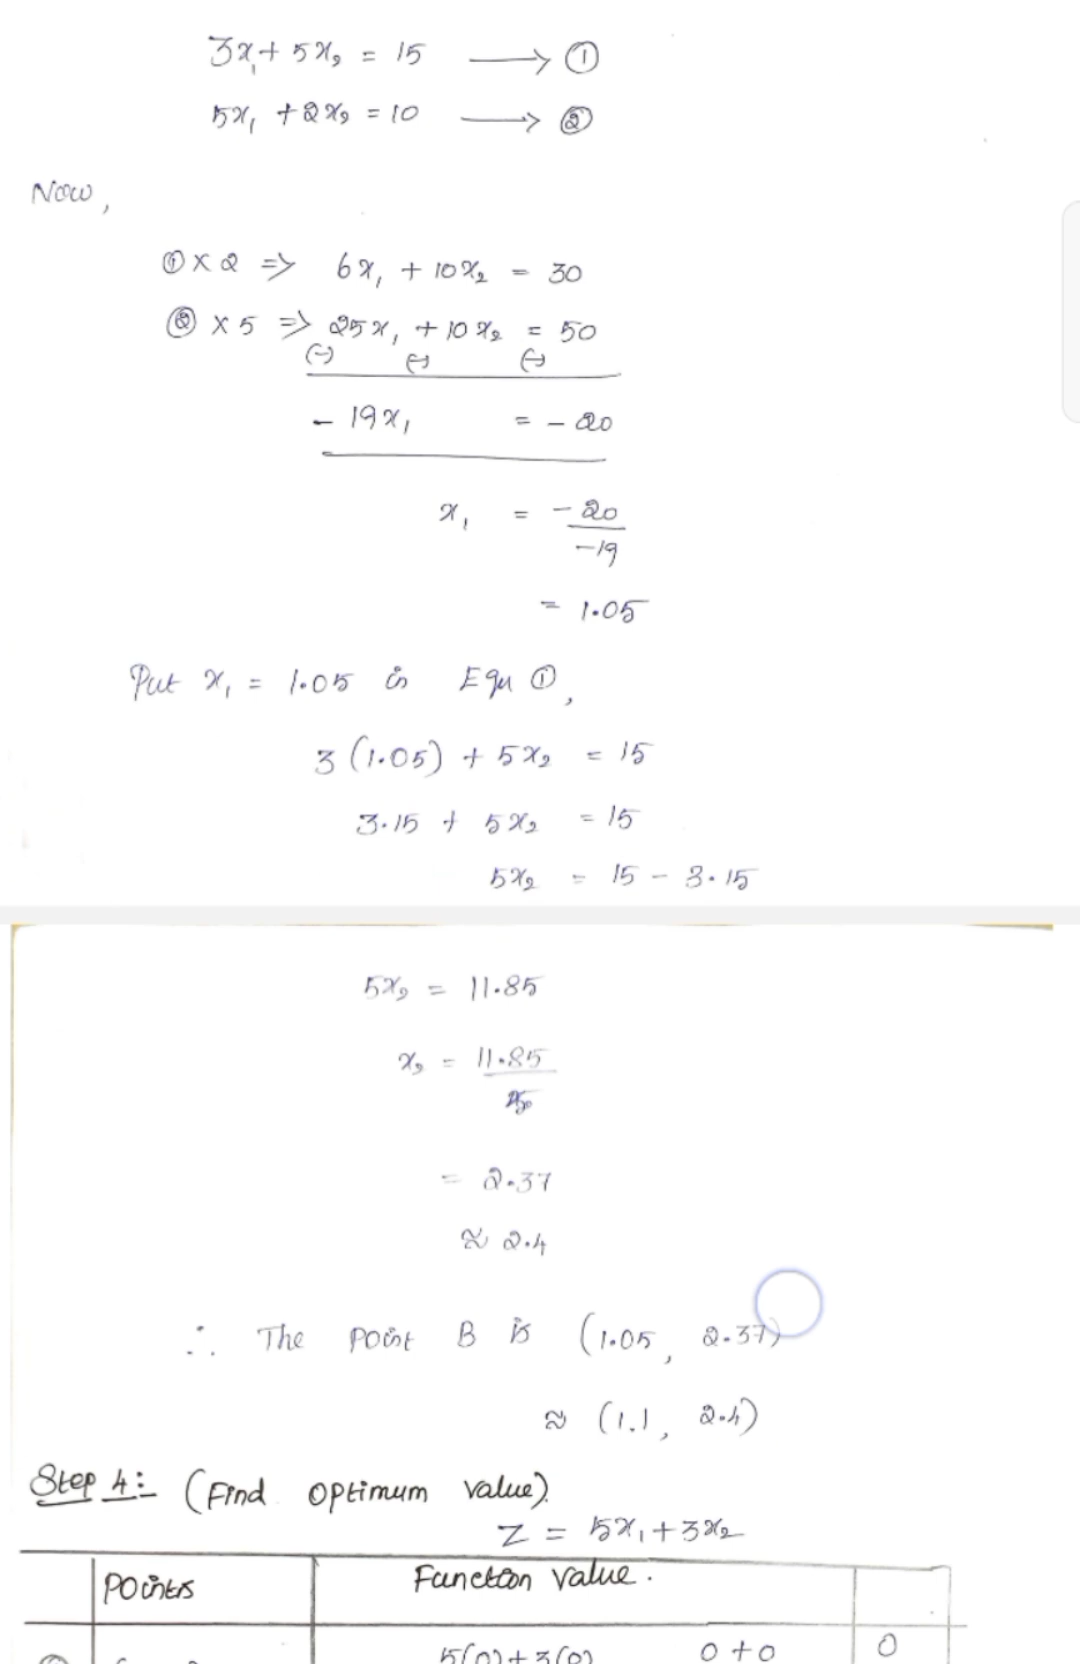 3x₁ + 5x₂ = 15 ⟶ ①
5x₁ + 2x₂ = 10 ⟶ ②
Now,
① × 2 => 6x₁ + 10x₂ = 30
② × 5 => 25x₁ + 10x₂ = 50
(-) (-) (-)
- 19x₁ = - 20
x₁ = -20/-19
= 1.05
Put x₁ = 1.05 in Equ ①,
3(1.05) + 5x₂ = 15
3.15 + 5x₂ = 15
5x₂ = 15 - 3.15
5x₂ = 11.85
x₂ = 11.85/5
= 2.37
≈ 2.4
∴ The point B is (1.05, 2.37)
≈ (1.1, 2.4)
Step 4: (Find optimum value).
Z = 5x₁ + 3x₂
Points Function value.
5(0) + 3(0) 0 + 0 0